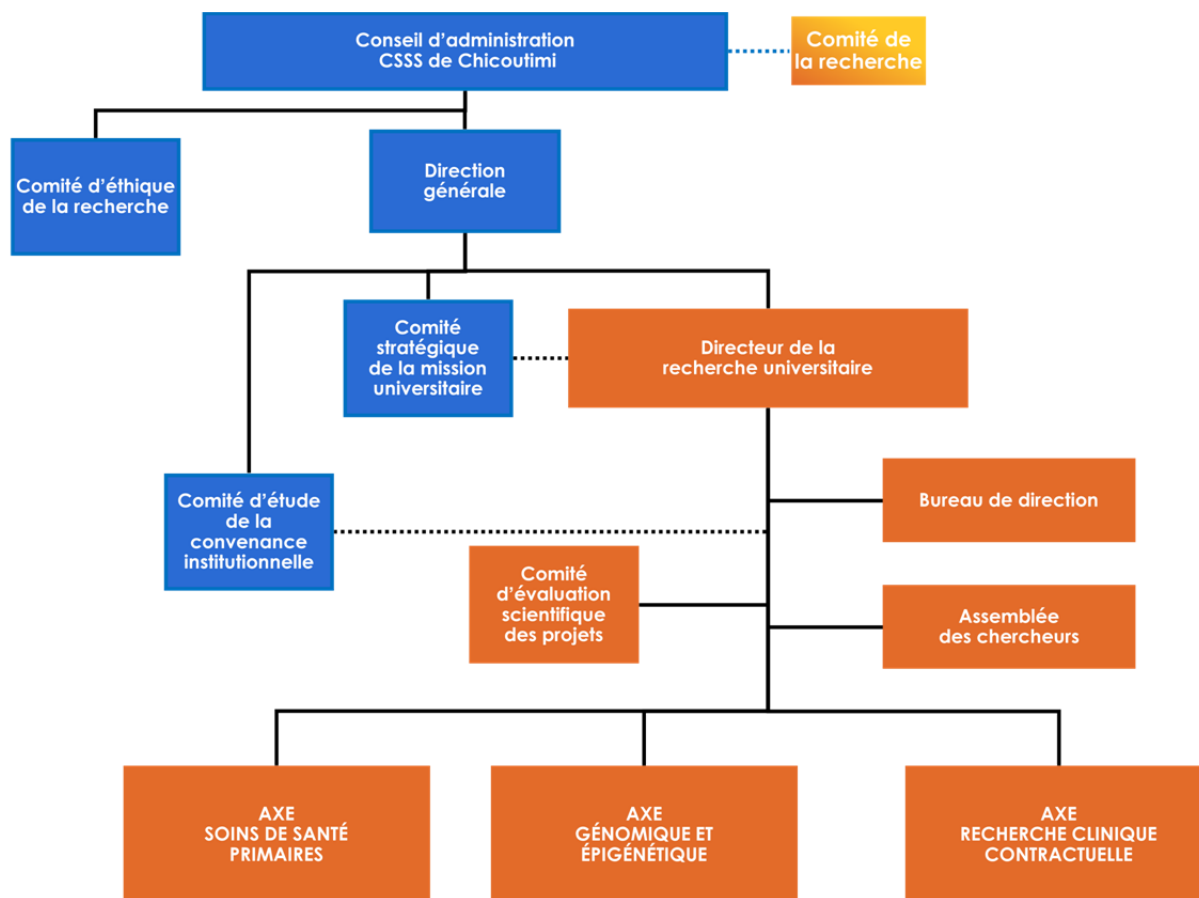 Conseil d'administration
CSSS de Chicoutimi
Comité de
la recherche
Comité d'éthique
de la recherche
Direction
générale
Comité
stratégique
de la mission
universitaire
Directeur de la
recherche universitaire
Comité d'étude
de la
convenance
institutionnelle
Bureau de direction
Comité
d'évaluation
scientifique
des projets
Assemblée
des chercheurs
AXE
SOINS DE SANTÉ
PRIMAIRES
AXE
GÉNOMIQUE ET
ÉPIGÉNÉTIQUE
AXE
RECHERCHE CLINIQUE
CONTRACTUELLE